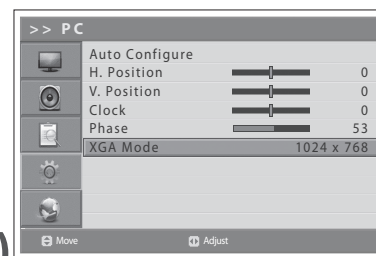 >> PC
Auto Configure
H. Position 0
V. Position 0
Clock 0
Phase 53
XGA Mode 1024 x 768
Move Adjust